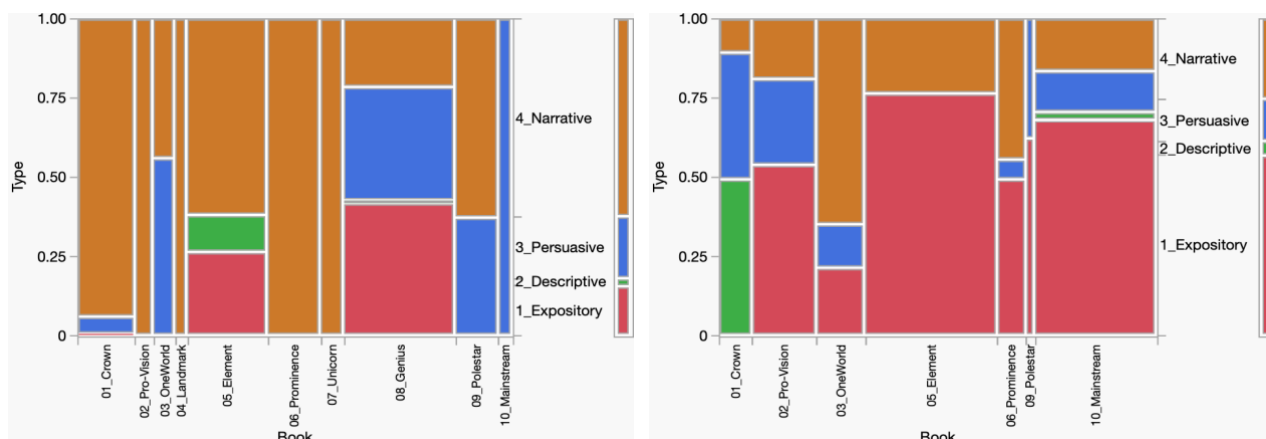 1.00
0.75
0.50
0.25
0
Type
4_Narrative
3_Persuasive
2_Descriptive
1_Expository
01_Crown
02_Pro-Vision
03_OneWorld
04_Landmark
05_Element
06_Prominence
07_Unicorn
08_Genius
09_Polestar
10_Mainstream
Book
1.00
0.75
0.50
0.25
0
Type
4_Narrative
3_Persuasive
2_Descriptive
1_Expository
01_Crown
02_Pro-Vision
03_OneWorld
05_Element
06_Prominence
09_Polestar
10_Mainstream
Book